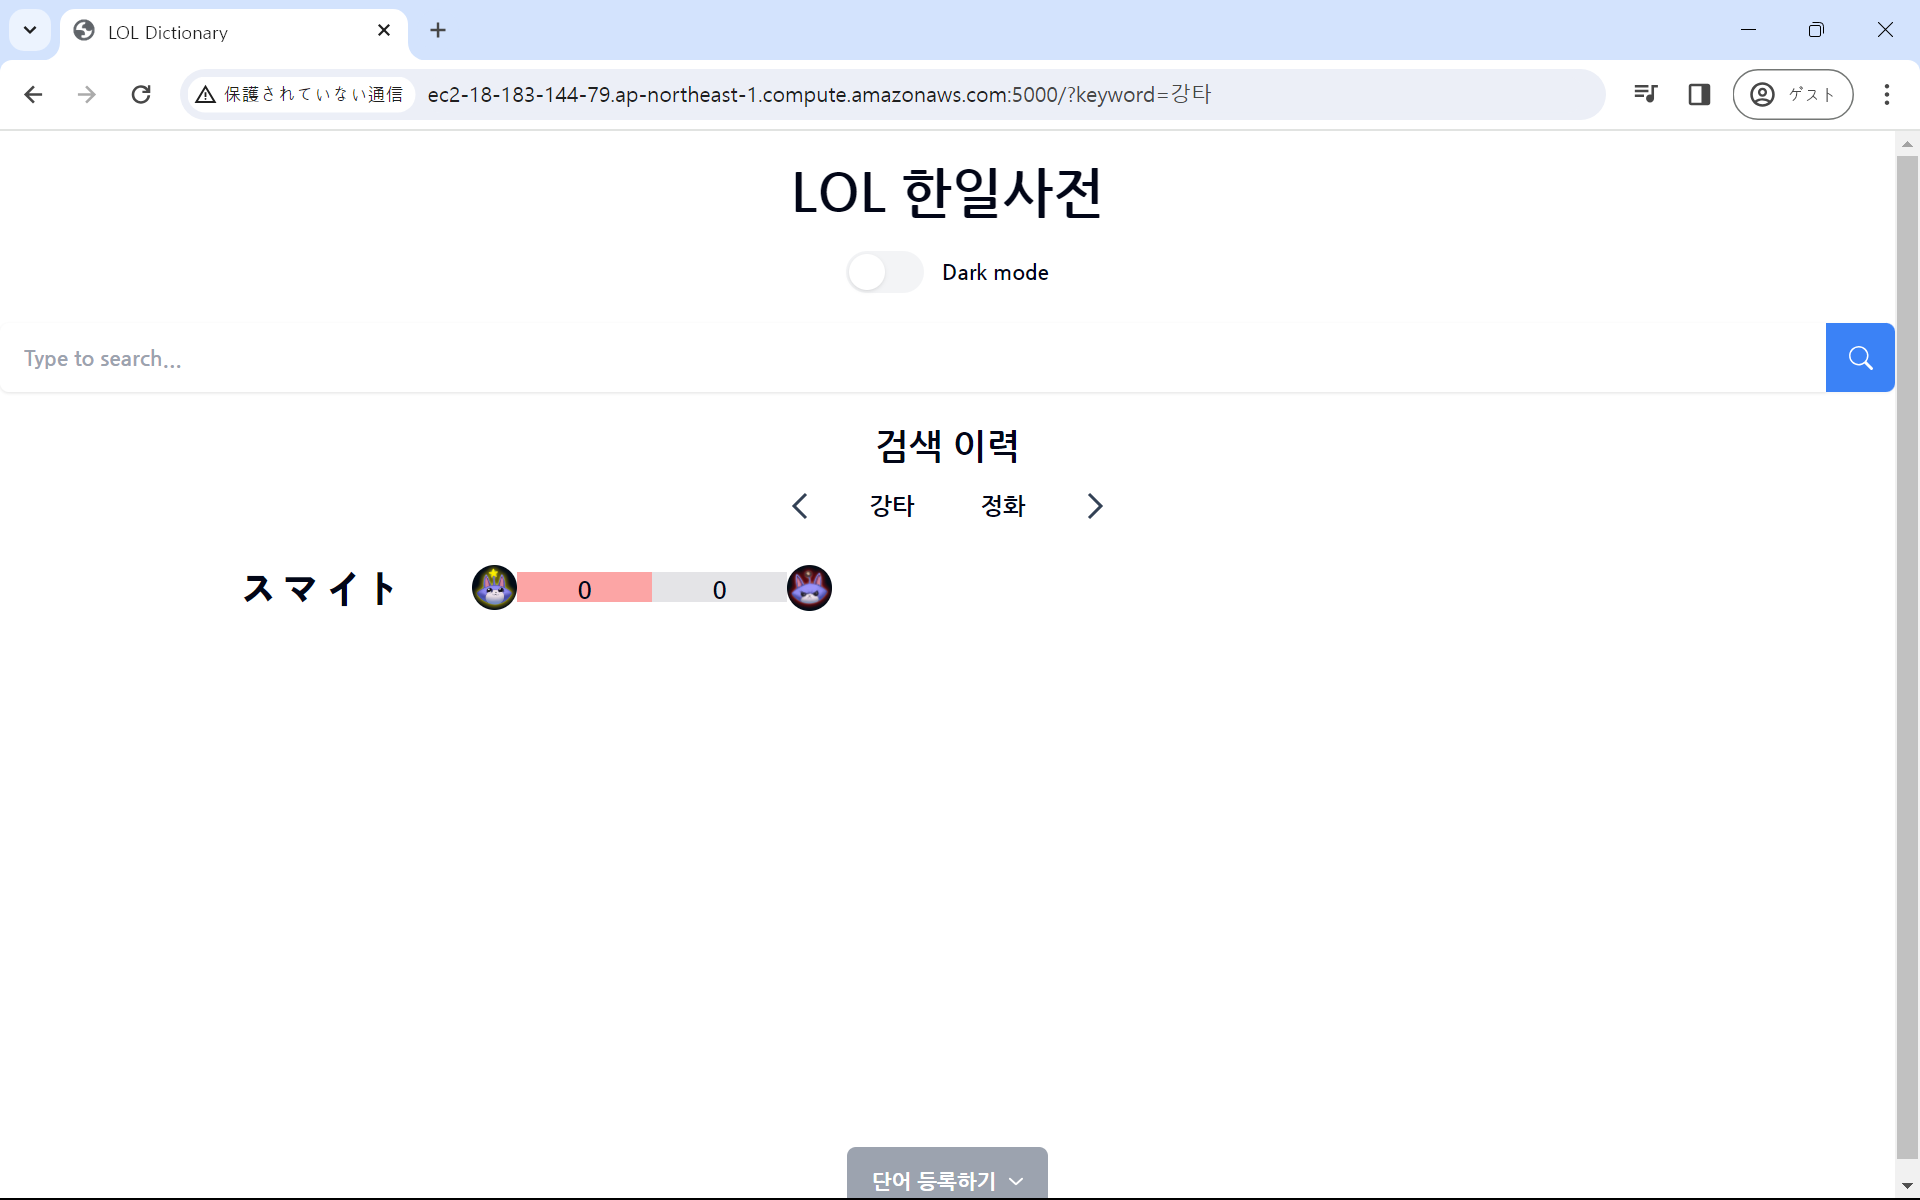 LOL Dictionary
保護されていない通信 ec2-18-183-144-79.ap-northeast-1.compute.amazonaws.com:5000/?keyword=강타 ゲスト
LOL 한일사전
Dark mode
Type to search...
검색 이력
강타 정화
スマイト 0 0
단어 등록하기